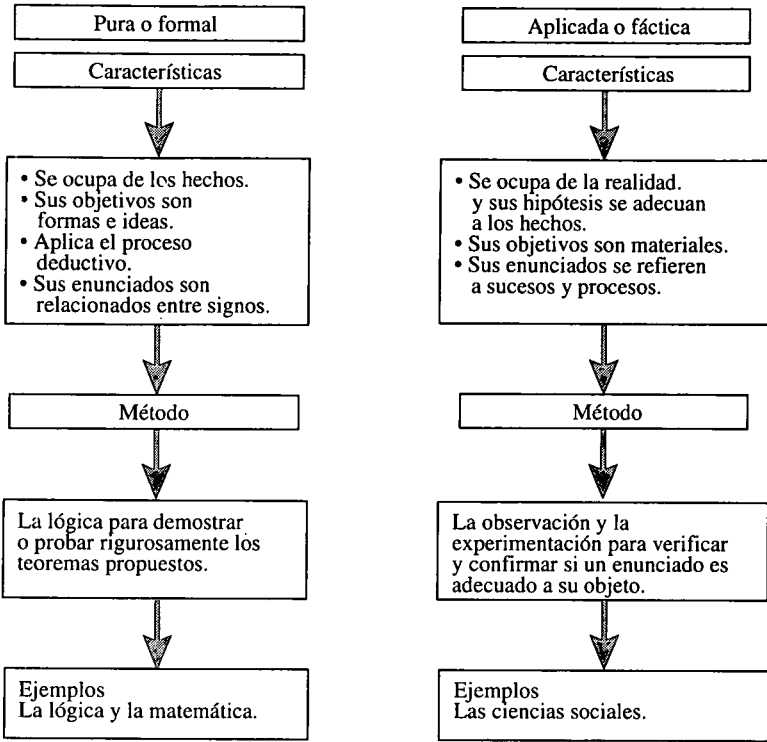 Pura o formal
Características
• Se ocupa de los hechos.
• Sus objetivos son
formas e ideas.
• Aplica el proceso
deductivo.
• Sus enunciados son
relacionados entre signos.
Método
La lógica para demostrar
o probar rigurosamente los
teoremas propuestos.
Ejemplos
La lógica y la matemática.
Aplicada o fáctica
Características
• Se ocupa de la realidad.
y sus hipótesis se adecuan
a los hechos.
• Sus objetivos son materiales.
• Sus enunciados se refieren
a sucesos y procesos.
Método
La observación y la
experimentación para verificar
y confirmar si un enunciado es
adecuado a su objeto.
Ejemplos
Las ciencias sociales.